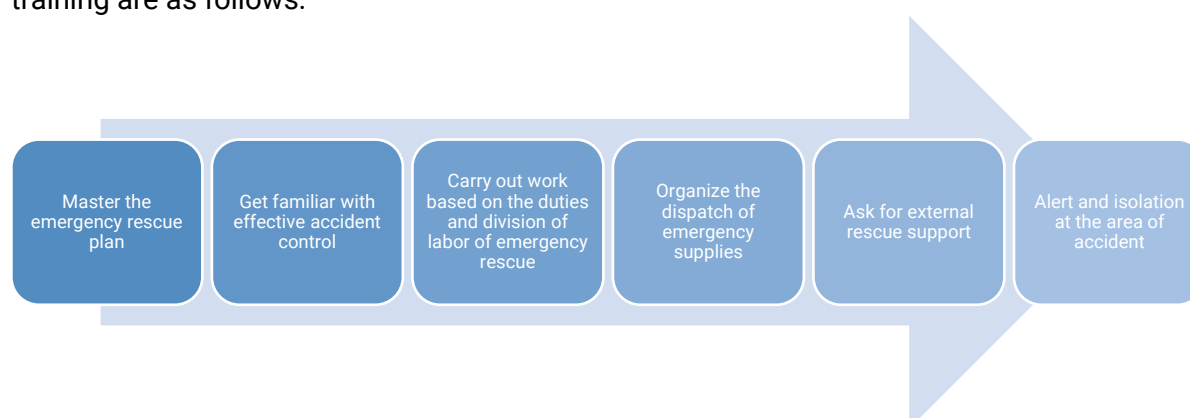 training are as follows:
Master the
emergency rescue
plan
Get familiar with
effective accident
control
Carry out work
based on the duties
and division of
labor of emergency
rescue
Organize the
dispatch of
emergency
supplies
Ask for external
rescue support
Alert and isolation
at the area of
accident